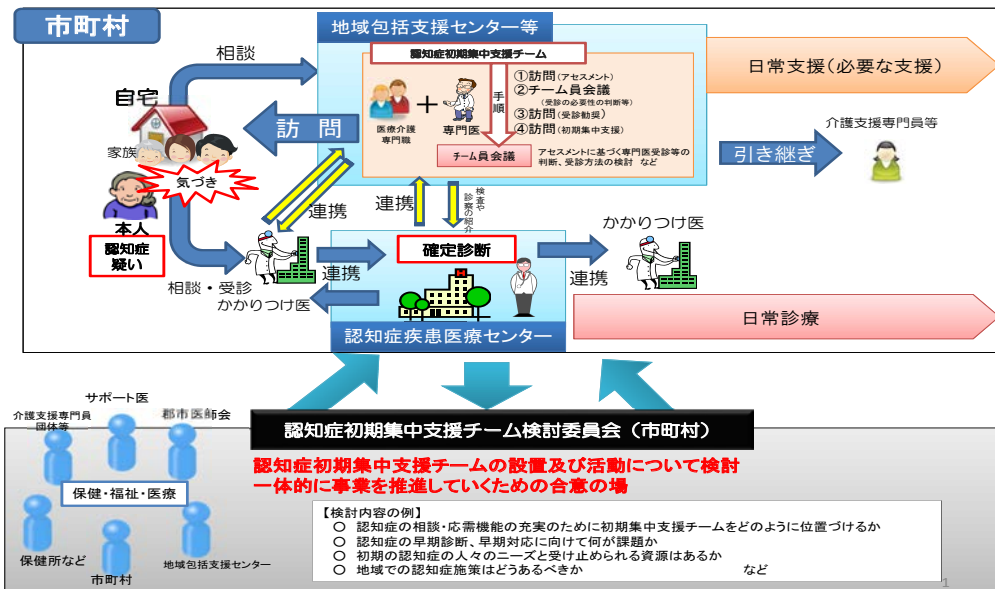 市町村
地域包括支援センター等
相談
認知症初期集中支援チーム
日常支援(必要な支援)
自宅
訪 問
家族
気づき
本人
認知症
疑い
医療介護
専門職
+
専門医
手順
①訪問(アセスメント)
②チーム員会議
(受診の必要性の判断等)
③訪問(受診勧奨)
④訪問(初期集中支援)
チーム員会議
アセスメントに基づく専門医受診等の
判断、受診方法の検討 など
引き継ぎ
介護支援専門員等
連携
連携
検査や
診察の紹介
かかりつけ医
確定診断
連携
連携
相談・受診
かかりつけ医
認知症疾患医療センター
日常診療
サポート医
介護支援専門員
団体等
郡市医師会
保健・福祉・医療
保健所など
市町村
地域包括支援センター
認知症初期集中支援チーム検討委員会(市町村)
認知症初期集中支援チームの設置及び活動について検討
一体的に事業を推進していくための合意の場
【検討内容の例】
○ 認知症の相談・応需機能の充実のために初期集中支援チームをどのように位置づけるか
○ 認知症の早期診断、早期対応に向けて何が課題か
○ 初期の認知症の人々のニーズと受け止められる資源はあるか
○ 地域での認知症施策はどうあるべきか など
1